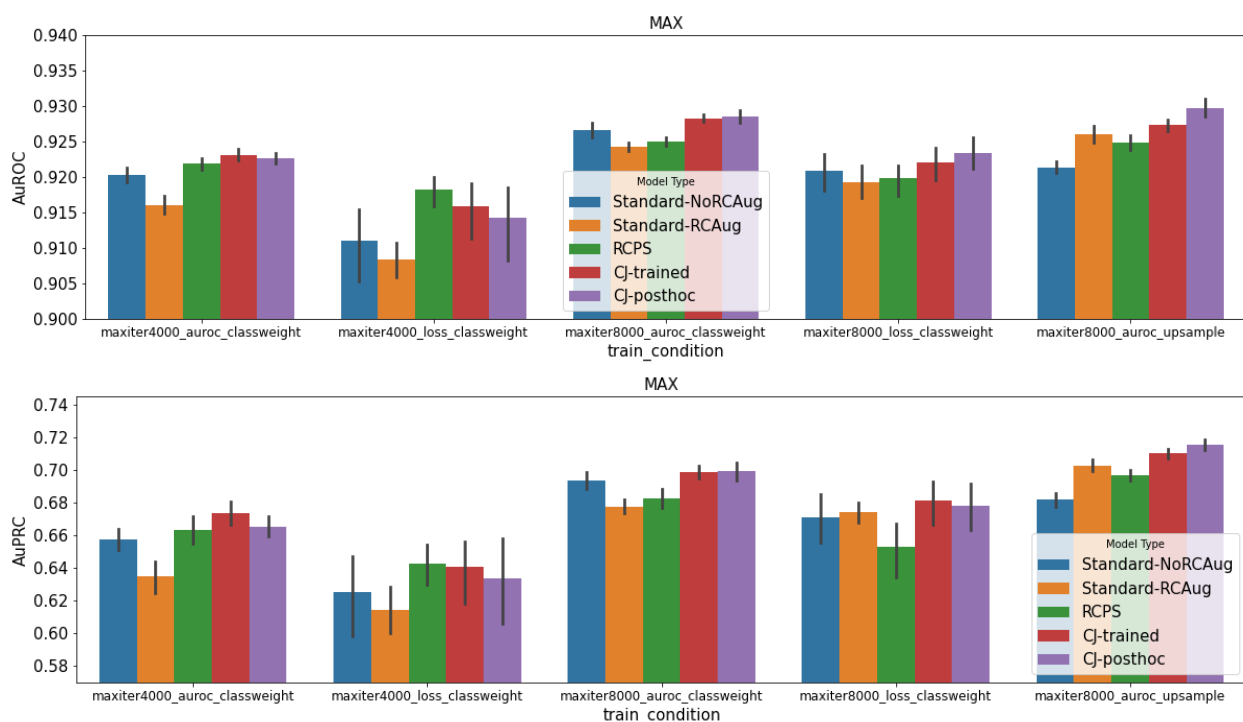 MAX
0.940
0.935
0.930
0.925
0.920
0.915
0.910
0.905
0.900
AuROC
Model Type
Standard-NoRCAug
Standard-RCAug
RCPS
CJ-trained
CJ-posthoc
maxiter4000_auroc_classweight maxiter4000_loss_classweight maxiter8000_auroc_classweight maxiter8000_loss_classweight maxiter8000_auroc_upsample
train_condition
MAX
0.74
0.72
0.70
0.68
0.66
0.64
0.62
0.60
0.58
AuPRC
Model Type
Standard-NoRCAug
Standard-RCAug
RCPS
CJ-trained
CJ-posthoc
maxiter4000_auroc_classweight maxiter4000_loss_classweight maxiter8000_auroc_classweight maxiter8000_loss_classweight maxiter8000_auroc_upsample
train_condition